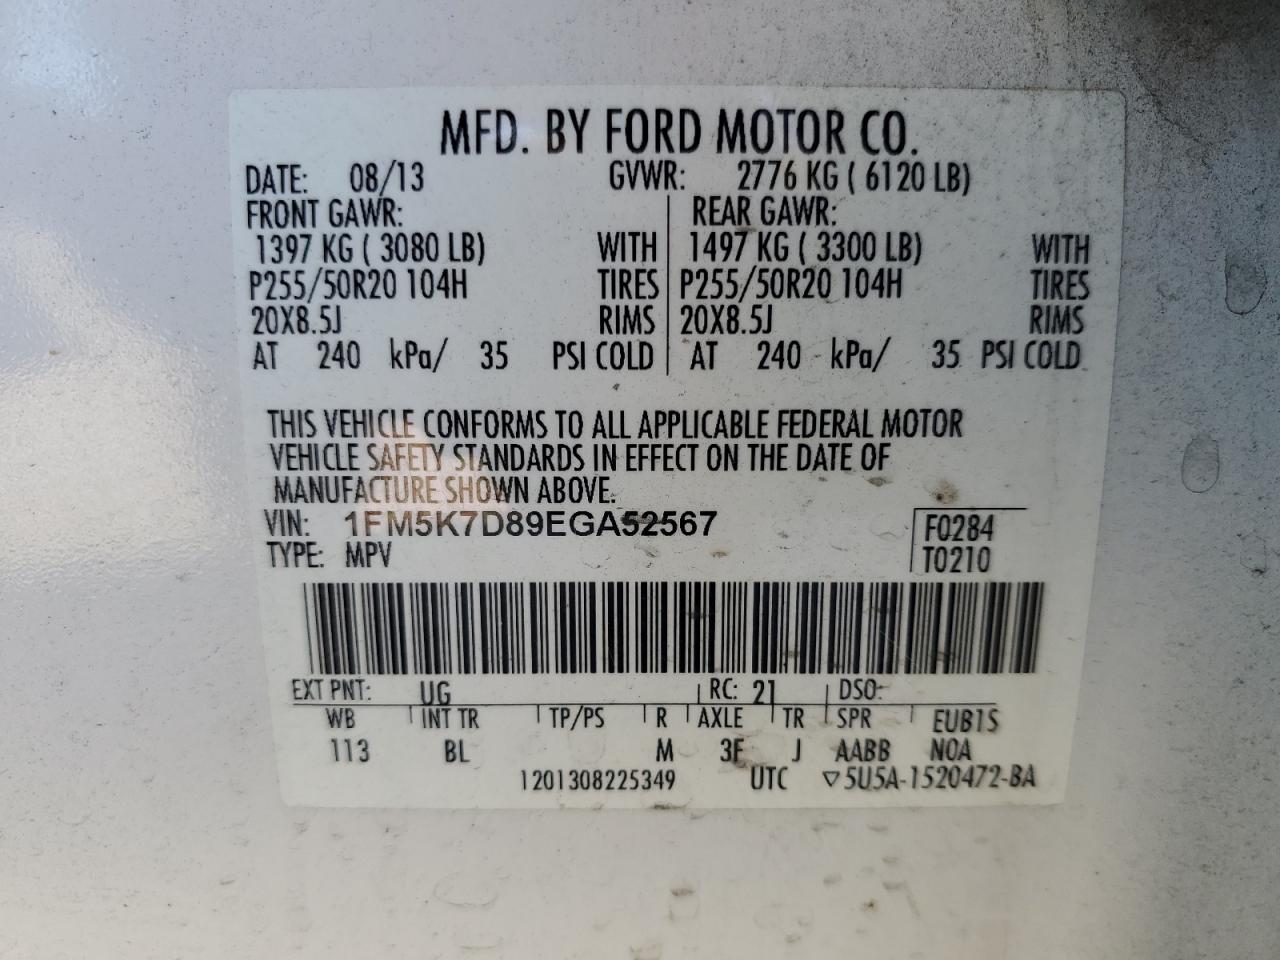 MFD. BY FORD MOTOR CO.
DATE: 08/13 GVWR: 2776 KG ( 6120 LB)
FRONT GAWR: REAR GAWR:
1397 KG ( 3080 LB) WITH 1497 KG ( 3300 LB) WITH
P255/50R20 104H TIRES P255/50R20 104H TIRES
20X8.5J RIMS 20X8.5J RIMS
AT 240 kPa/ 35 PSI COLD AT 240 kPa/ 35 PSI COLD
THIS VEHICLE CONFORMS TO ALL APPLICABLE FEDERAL MOTOR
VEHICLE SAFETY STANDARDS IN EFFECT ON THE DATE OF
MANUFACTURE SHOWN ABOVE.
VIN: 1FM5K7D89EGA52567 F0284
TYPE: MPV T0210
EXT PNT: UG RC: 21 DSO:
WB INT TR TP/PS R AXLE TR SPR EUB1S
113 BL M 3F J AABB NOA
1201308225349 UTC ▽5U5A-1520472-BA